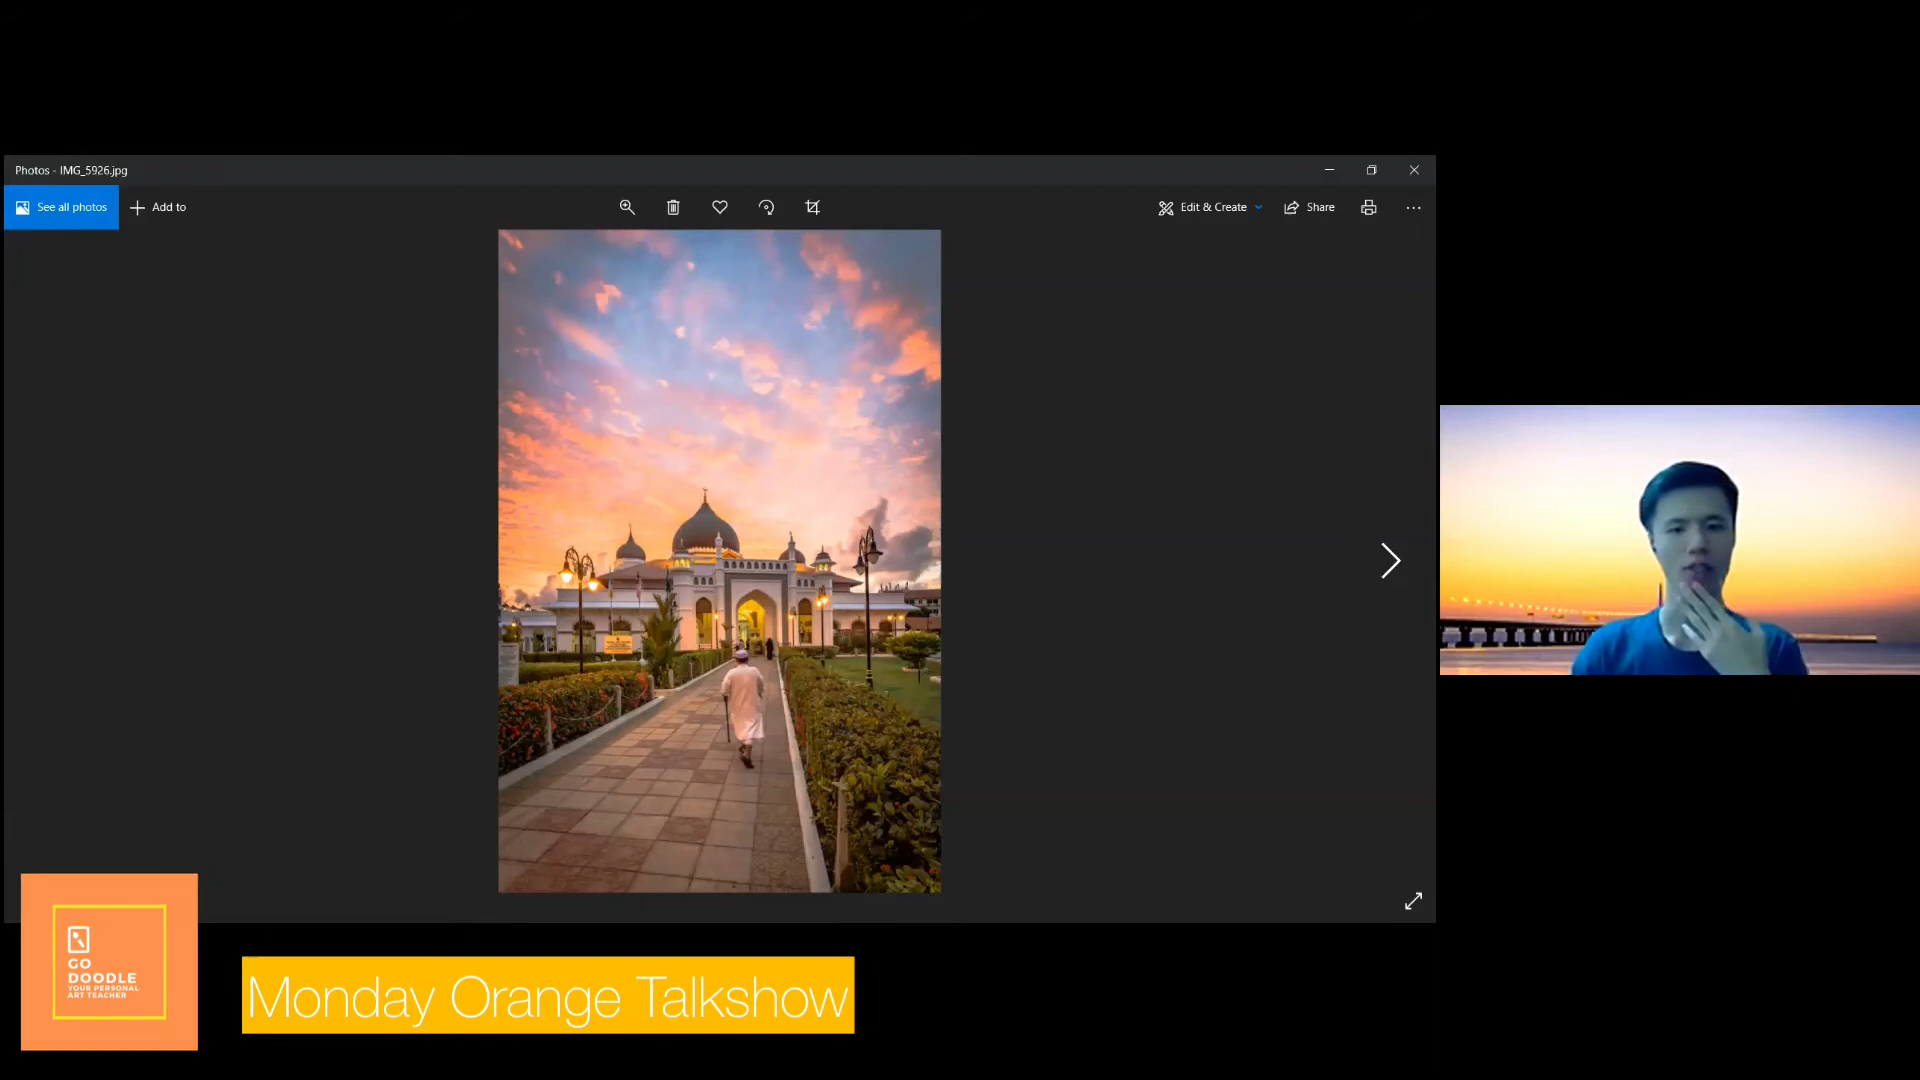 Photos - IMG_5926.jpg
See all photos
Add to
Edit & Create
Share
GO
DOODLE
YOUR PERSONAL
ART TEACHER
Monday Orange Talkshow